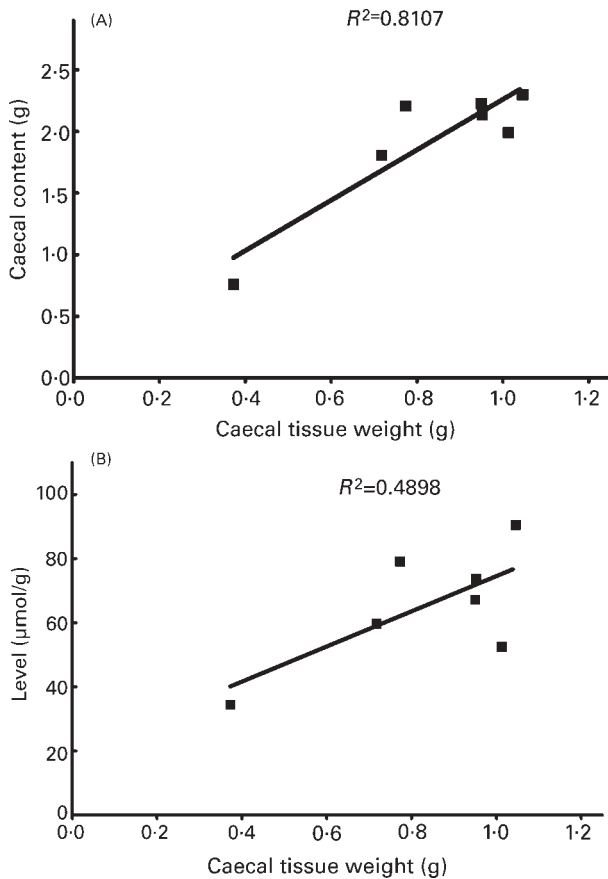 (A)
R²=0.8107
2·5
2·0
1·5
1·0
0·5
0·0
Caecal content (g)
0·0 0·2 0·4 0·6 0·8 1·0 1·2
Caecal tissue weight (g)
(B)
R²=0.4898
100
80
60
40
20
0
Level (μmol/g)
0·0 0·2 0·4 0·6 0·8 1·0 1·2
Caecal tissue weight (g)